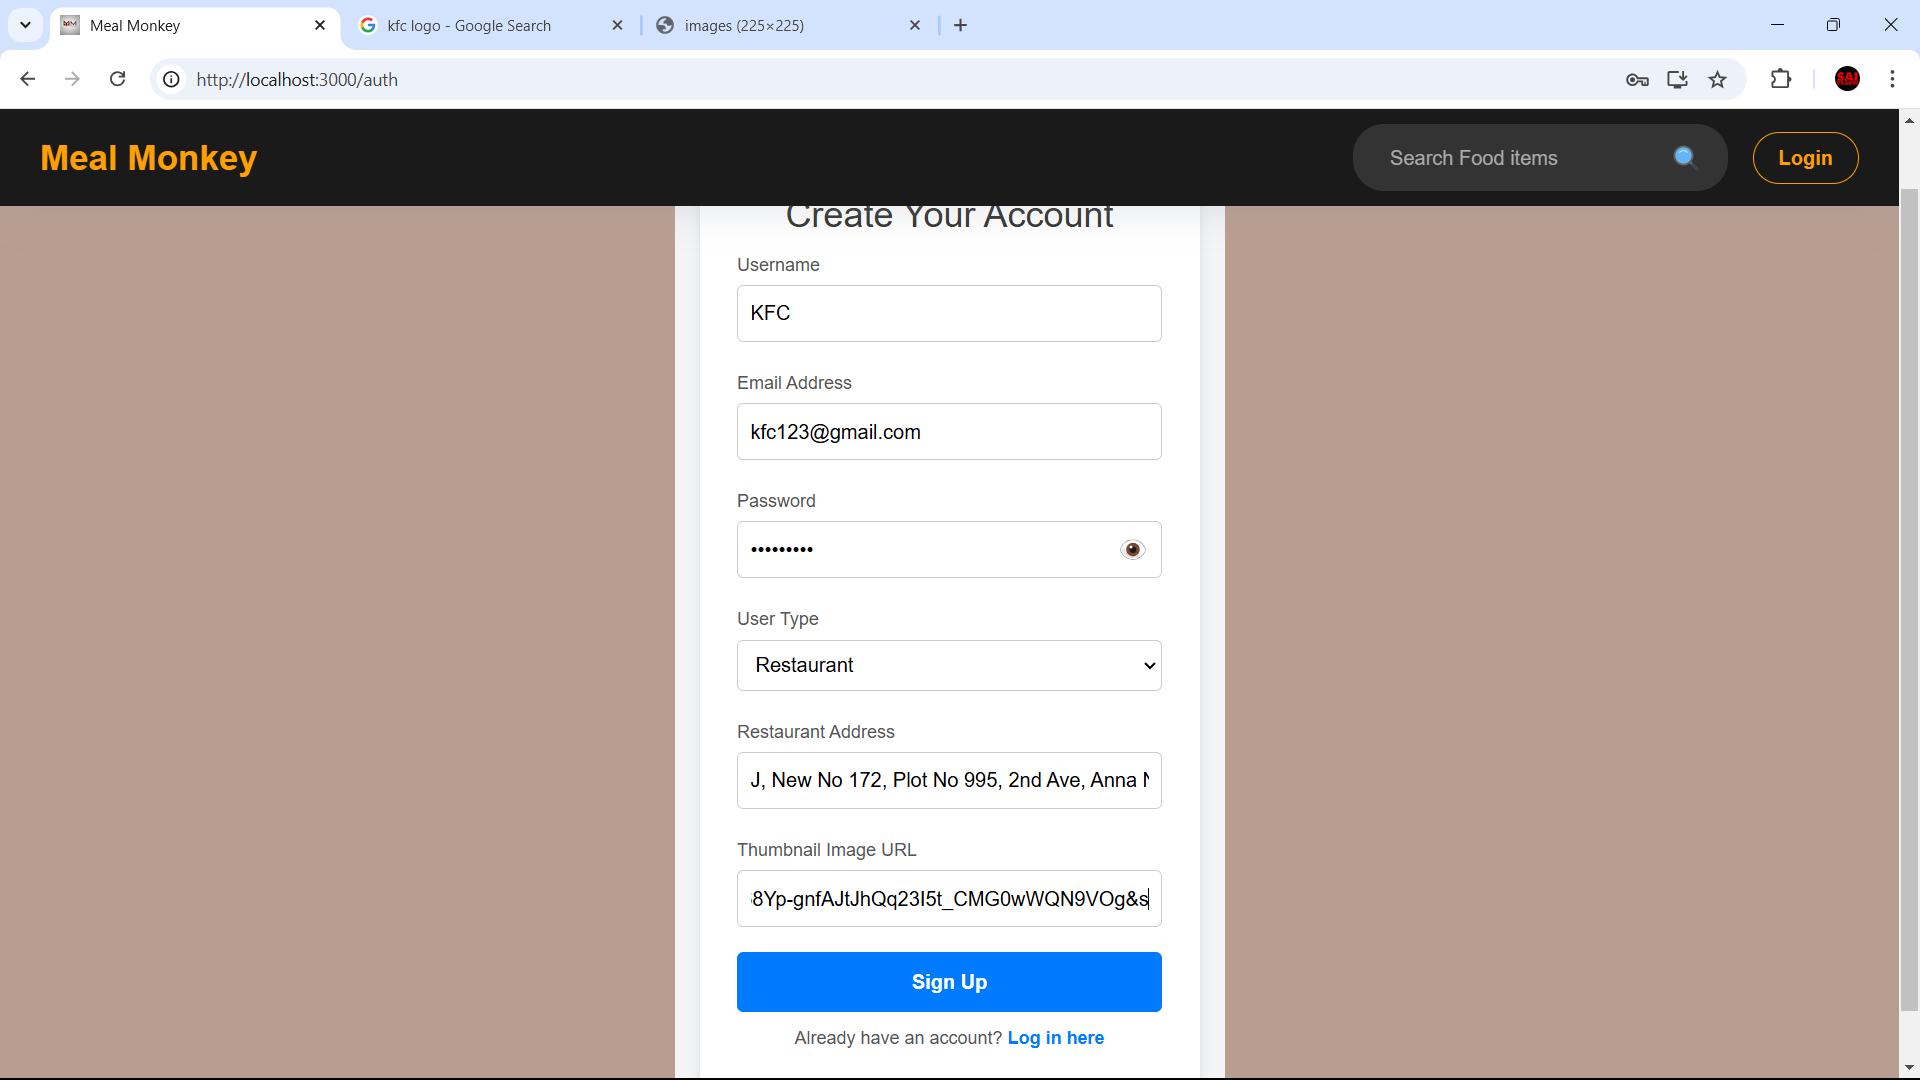 Meal Monkey
kfc logo - Google Search
images (225×225)
http://localhost:3000/auth
Meal Monkey
Search Food items
Login
Create Your Account
Username
KFC
Email Address
kfc123@gmail.com
Password
•••••••••
User Type
Restaurant
Restaurant Address
J, New No 172, Plot No 995, 2nd Ave, Anna N
Thumbnail Image URL
8Yp-gnfAJtJhQq23I5t_CMG0wWQN9VOg&s
Sign Up
Already have an account? Log in here